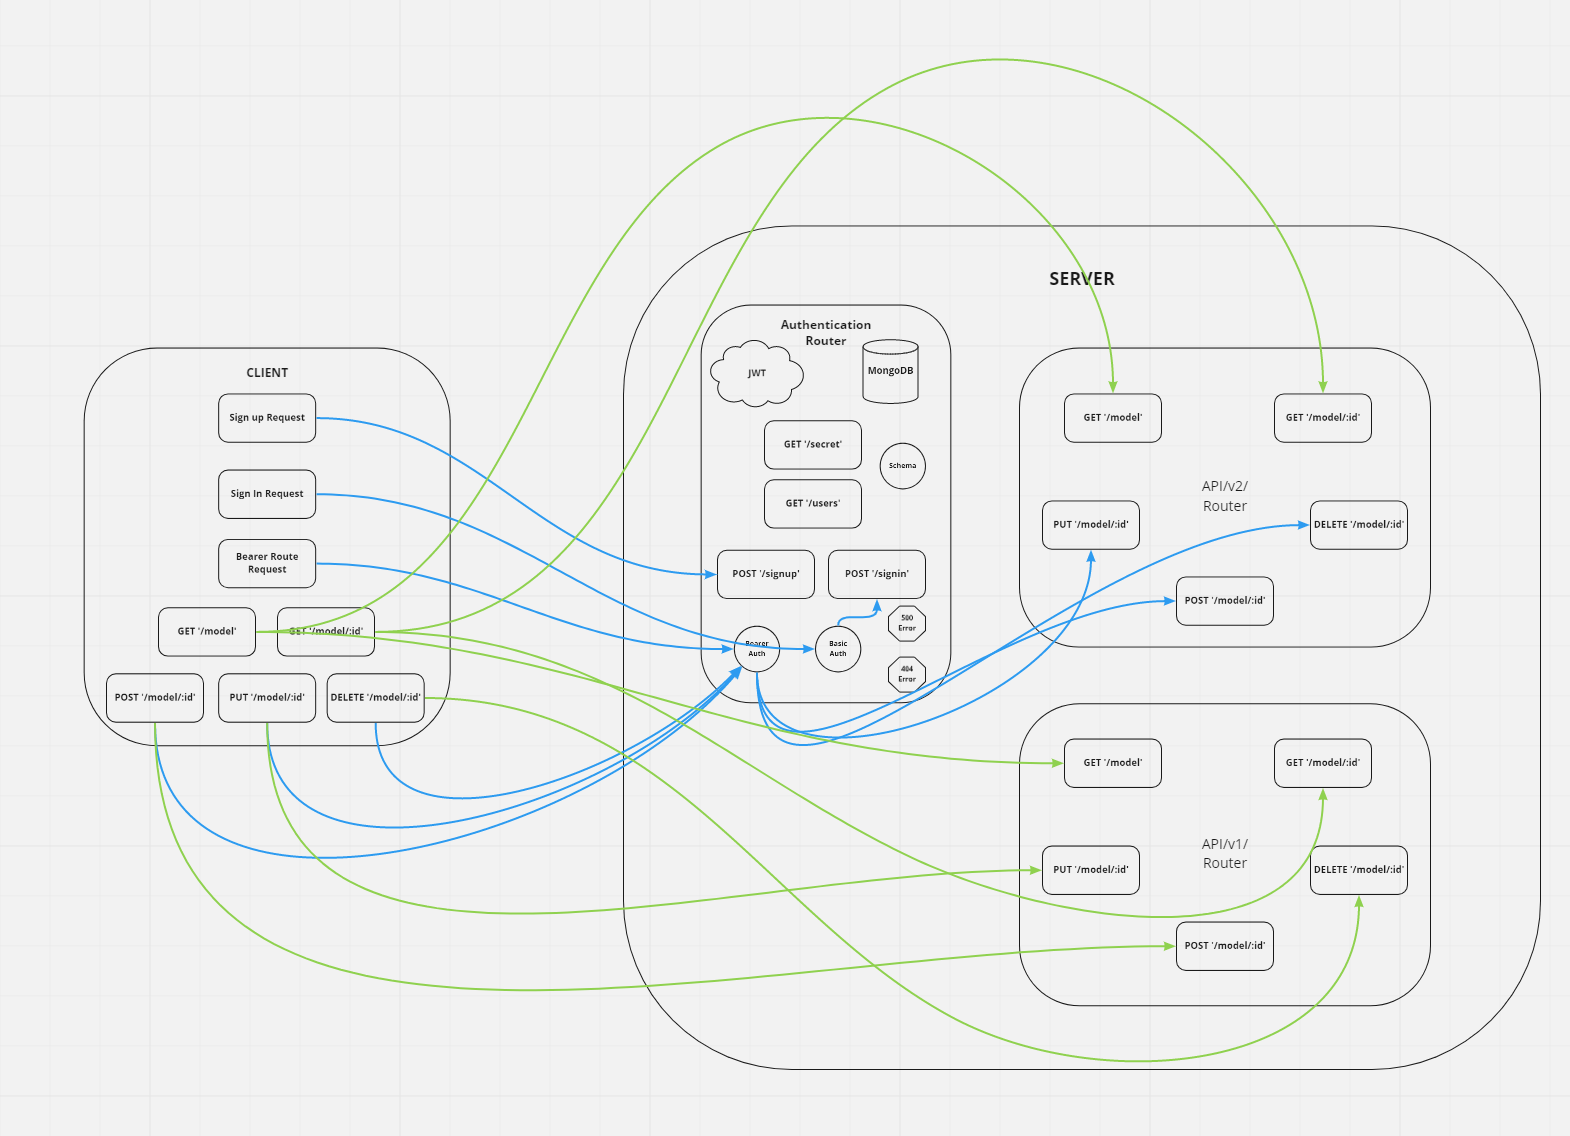 SERVER
Authentication
Router
JWT
MongoDB
GET '/secret'
Schema
GET '/users'
POST '/signup'
POST '/signin'
500
Error
Bearer
Auth
Basic
Auth
404
Error
CLIENT
Sign up Request
Sign In Request
Bearer Route
Request
GET '/model'
GET '/model/:id'
POST '/model/:id'
PUT '/model/:id'
DELETE '/model/:id'
GET '/model'
GET '/model/:id'
API/v2/
Router
PUT '/model/:id'
DELETE '/model/:id'
POST '/model/:id'
GET '/model'
GET '/model/:id'
API/v1/
Router
PUT '/model/:id'
DELETE '/model/:id'
POST '/model/:id'